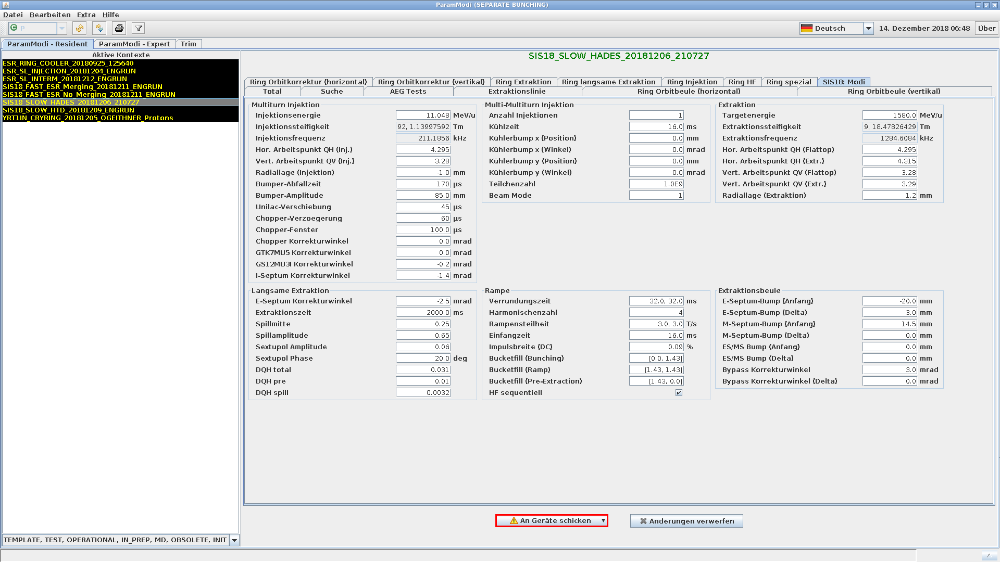 ParamModi (SEPARATE BUNCHING)
Datei Bearbeiten Extra Hilfe
C P
Deutsch 14. Dezember 2018 06:48 Über
ParamModi - Resident ParamModi - Expert Trim
Aktive Kontexte
ESR_RING_COOLER_20180925_125640
ESR_SL_INJECTION_20181204_ENGRUN
ESR_SL_INTERM_20181212_ENGRUN
SIS18_FAST_ESR_Merging_20181211_ENGRUN
SIS18_FAST_ESR_No_Merging_20181211_ENGRUN
SIS18_SLOW_HADES_20181206_210727
SIS18_SLOW_HTD_20181209_ENGRUN
YRT1IN_CRYRING_20181205_OGEITHNER_Protons
TEMPLATE, TEST, OPERATIONAL, IN_PREP, MD, OBSOLETE, INIT
SIS18_SLOW_HADES_20181206_210727
Ring Orbitkorrektur (horizontal) Ring Orbitkorrektur (vertikal) Ring Extraktion Ring langsame Extraktion Ring Injektion Ring HF Ring spezial SIS18: Modi
Total Suche AEG Tests Extraktionslinie Ring Orbitbeule (horizontal) Ring Orbitbeule (vertikal)
Multiturn Injektion
Injektionsenergie 11.048 MeV/u
Injektionssteifigkeit 92, 1.13997592 Tm
Injektionsfrequenz 211.1856 kHz
Hor. Arbeitspunkt QH (Inj.) 4.295
Vert. Arbeitspunkt QV (Inj.) 3.28
Radiallage (Injektion) -1.0 mm
Bumper-Abfallzeit 170 µs
Bumper-Amplitude 85.0 mm
Unilac-Verschiebung 45 µs
Chopper-Verzoegerung 60 µs
Chopper-Fenster 100.0 µs
Chopper Korrekturwinkel 0.0 mrad
GTK7MU5 Korrekturwinkel 0.0 mrad
GS12MU3I Korrekturwinkel -0.2 mrad
I-Septum Korrekturwinkel -1.4 mrad
Multi-Multiturn Injektion
Anzahl Injektionen 1
Kühlzeit 16.0 ms
Kühlerbump x (Position) 0.0 mm
Kühlerbump x (Winkel) 0.0 mrad
Kühlerbump y (Position) 0.0 mm
Kühlerbump y (Winkel) 0.0 mrad
Teilchenzahl 1.0E9
Beam Mode 1
Extraktion
Targetenergie 1580.0 MeV/u
Extraktionssteifigkeit 9, 18.47826429 Tm
Extraktionsfrequenz 1284.6084 kHz
Hor. Arbeitspunkt QH (Flattop) 4.295
Hor. Arbeitspunkt QH (Extr.) 4.315
Vert. Arbeitspunkt QV (Flattop) 3.28
Vert. Arbeitspunkt QV (Extr.) 3.29
Radiallage (Extraktion) 1.2 mm
Langsame Extraktion
E-Septum Korrekturwinkel -2.5 mrad
Extraktionszeit 2000.0 ms
Spillmitte 0.25
Spillamplitude 0.65
Sextupol Amplitude 0.06
Sextupol Phase 20.0 deg
DQH total 0.031
DQH pre 0.01
DQH spill 0.0032
Rampe
Verrundungszeit 32.0, 32.0 ms
Harmonischenzahl 4
Rampensteilheit 3.0, 3.0 T/s
Einfangzeit 16.0 ms
Impulsbreite (DC) 0.09 %
Bucketfill (Bunching) [0.0, 1.43]
Bucketfill (Ramp) [1.43, 1.43]
Bucketfill (Pre-Extraction) [1.43, 0.0]
HF sequentiell
Extraktionsbeule
E-Septum-Bump (Anfang) -20.0 mm
E-Septum-Bump (Delta) 3.0 mm
M-Septum-Bump (Anfang) 14.5 mm
M-Septum-Bump (Delta) 0.0 mm
ES/MS Bump (Anfang) 0.0 mm
ES/MS Bump (Delta) 0.0 mm
Bypass Korrekturwinkel 3.0 mrad
Bypass Korrekturwinkel (Delta) 0.0 mrad
An Geräte schicken Änderungen verwerfen